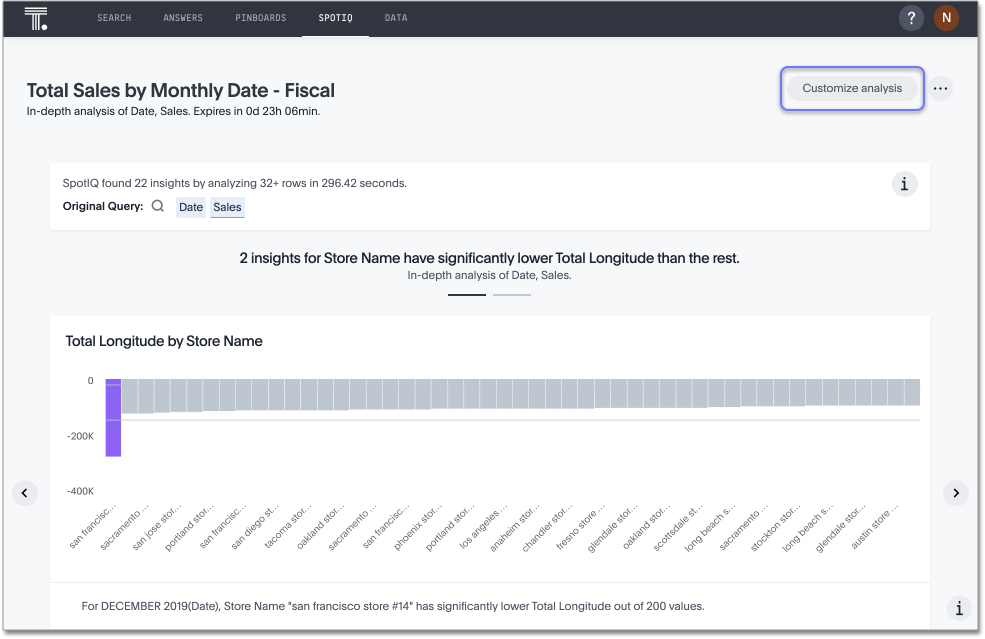 SEARCH ANSWERS PINBOARDS SPOTIQ DATA ? N
Total Sales by Monthly Date - Fiscal
Customize analysis
In-depth analysis of Date, Sales. Expires in 0d 23h 06min.
SpotIQ found 22 insights by analyzing 32+ rows in 296.42 seconds.
Original Query: Date Sales
2 insights for Store Name have significantly lower Total Longitude than the rest.
In-depth analysis of Date, Sales.
Total Longitude by Store Name
0
-200K
-400K
san francisc...
sacramento ...
san jose stor...
portland stor...
san francisc...
san diego st...
tacoma stor...
oakland stor...
sacramento ...
san francisc...
phoenix stor...
portland stor...
los angeles ...
anaheim stor...
chandler stor...
fresno store ...
glendale stor...
oakland stor...
scottsdale st...
long beach s...
sacramento ...
stockton stor...
long beach s...
glendale stor...
austin store ...
For DECEMBER 2019(Date), Store Name "san francisco store #14" has significantly lower Total Longitude out of 200 values.